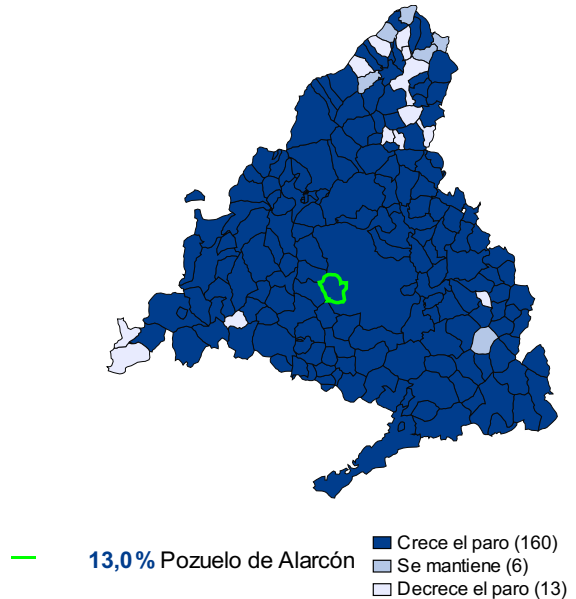 13,0% Pozuelo de Alarcón
Crece el paro (160)
Se mantiene (6)
Decrece el paro (13)